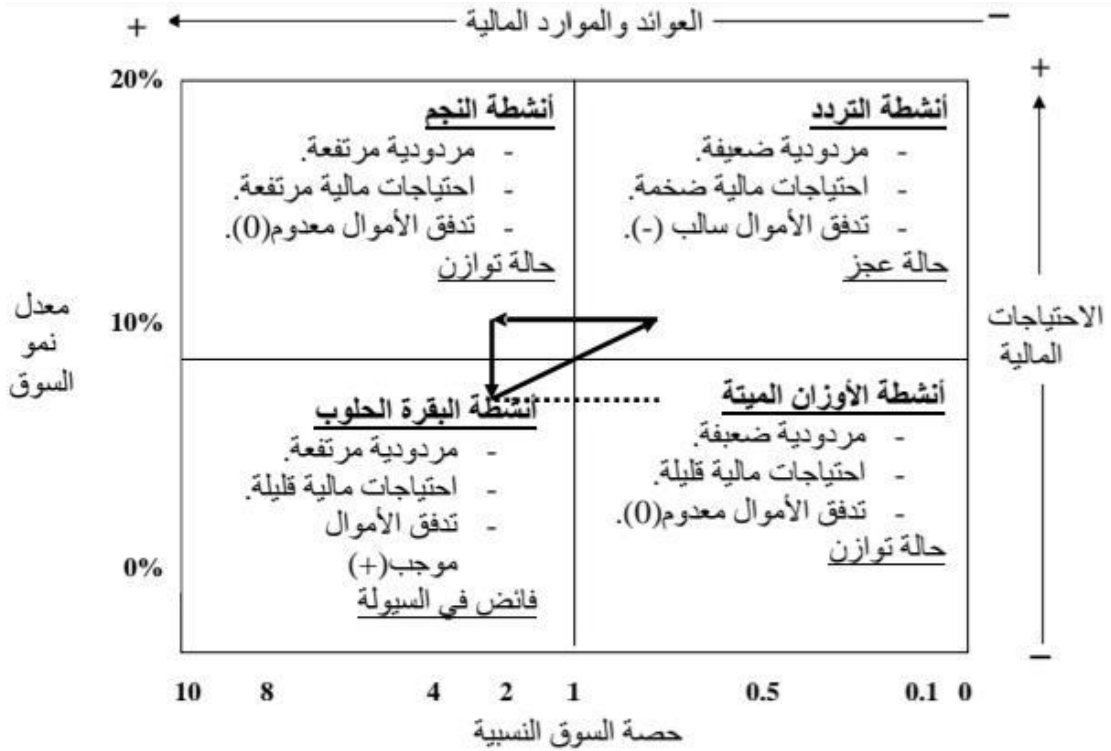 العوائد والموارد المالية
+
−
20%
10%
0%
معدل
نمو
السوق
أنشطة التردد
- مردودية ضعيفة.
- احتياجات مالية ضخمة.
- تدفق الأموال سالب (-).
حالة عجز
أنشطة النجم
- مردودية مرتفعة.
- احتياجات مالية مرتفعة.
- تدفق الأموال معدوم(0).
حالة توازن
أنشطة الأوزان الميتة
- مردودية ضعيفة.
- احتياجات مالية قليلة.
- تدفق الأموال معدوم(0).
حالة توازن
أنشطة البقرة الحلوب
- مردودية مرتفعة.
- احتياجات مالية قليلة.
- تدفق الأموال
موجب(+)
فائض في السيولة
+
الاحتياجات
المالية
−
10 8 4 2 1 0.5 0.1 0
حصة السوق النسبية